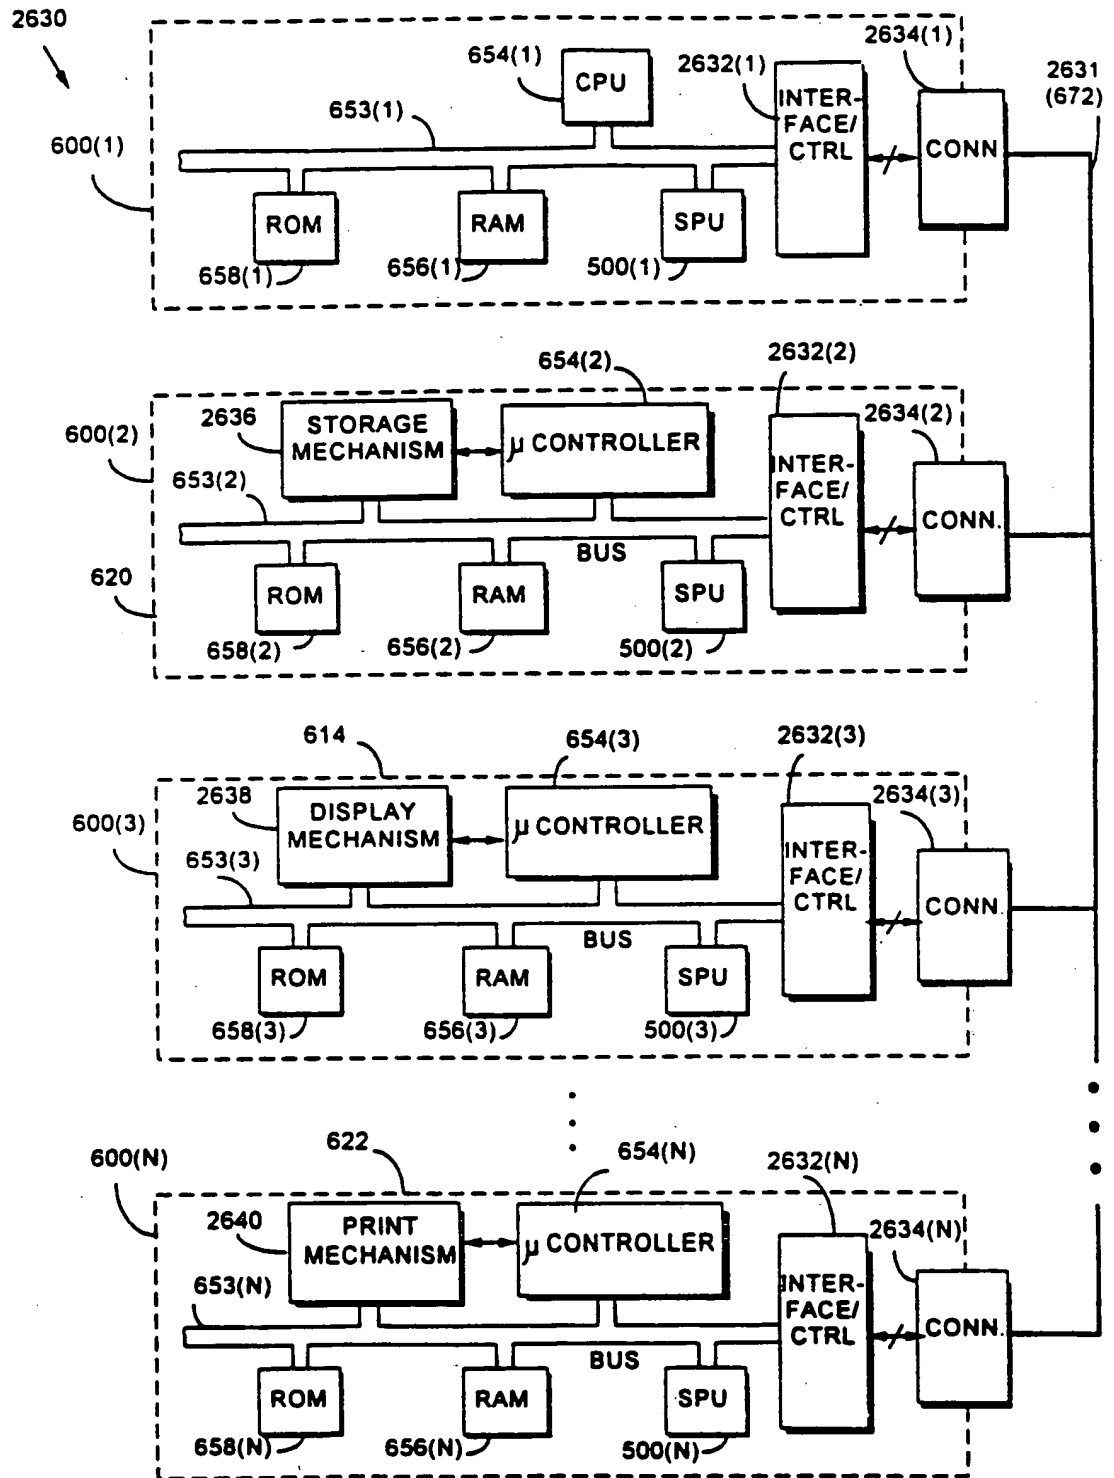 2630
2634(1)
654(1)
2632(1)
2631
(672)
CPU
INTER-
FACE/
CTRL
653(1)
600(1)
CONN
ROM
RAM
SPU
658(1)
656(1)
500(1)
654(2)
2632(2)
2634(2)
2636
STORAGE
MECHANISM
μ CONTROLLER
600(2)
INTER-
FACE/
CTRL
653(2)
CONN.
BUS
620
ROM
RAM
SPU
658(2)
656(2)
500(2)
614
654(3)
2632(3)
2634(3)
2638
DISPLAY
MECHANISM
μ CONTROLLER
600(3)
INTER-
FACE/
CTRL
653(3)
CONN.
BUS
ROM
RAM
SPU
658(3)
656(3)
500(3)
622
654(N)
2632(N)
600(N)
2634(N)
2640
PRINT
MECHANISM
μ CONTROLLER
INTER-
FACE/
CTRL
653(N)
CONN.
BUS
ROM
RAM
SPU
658(N)
656(N)
500(N)